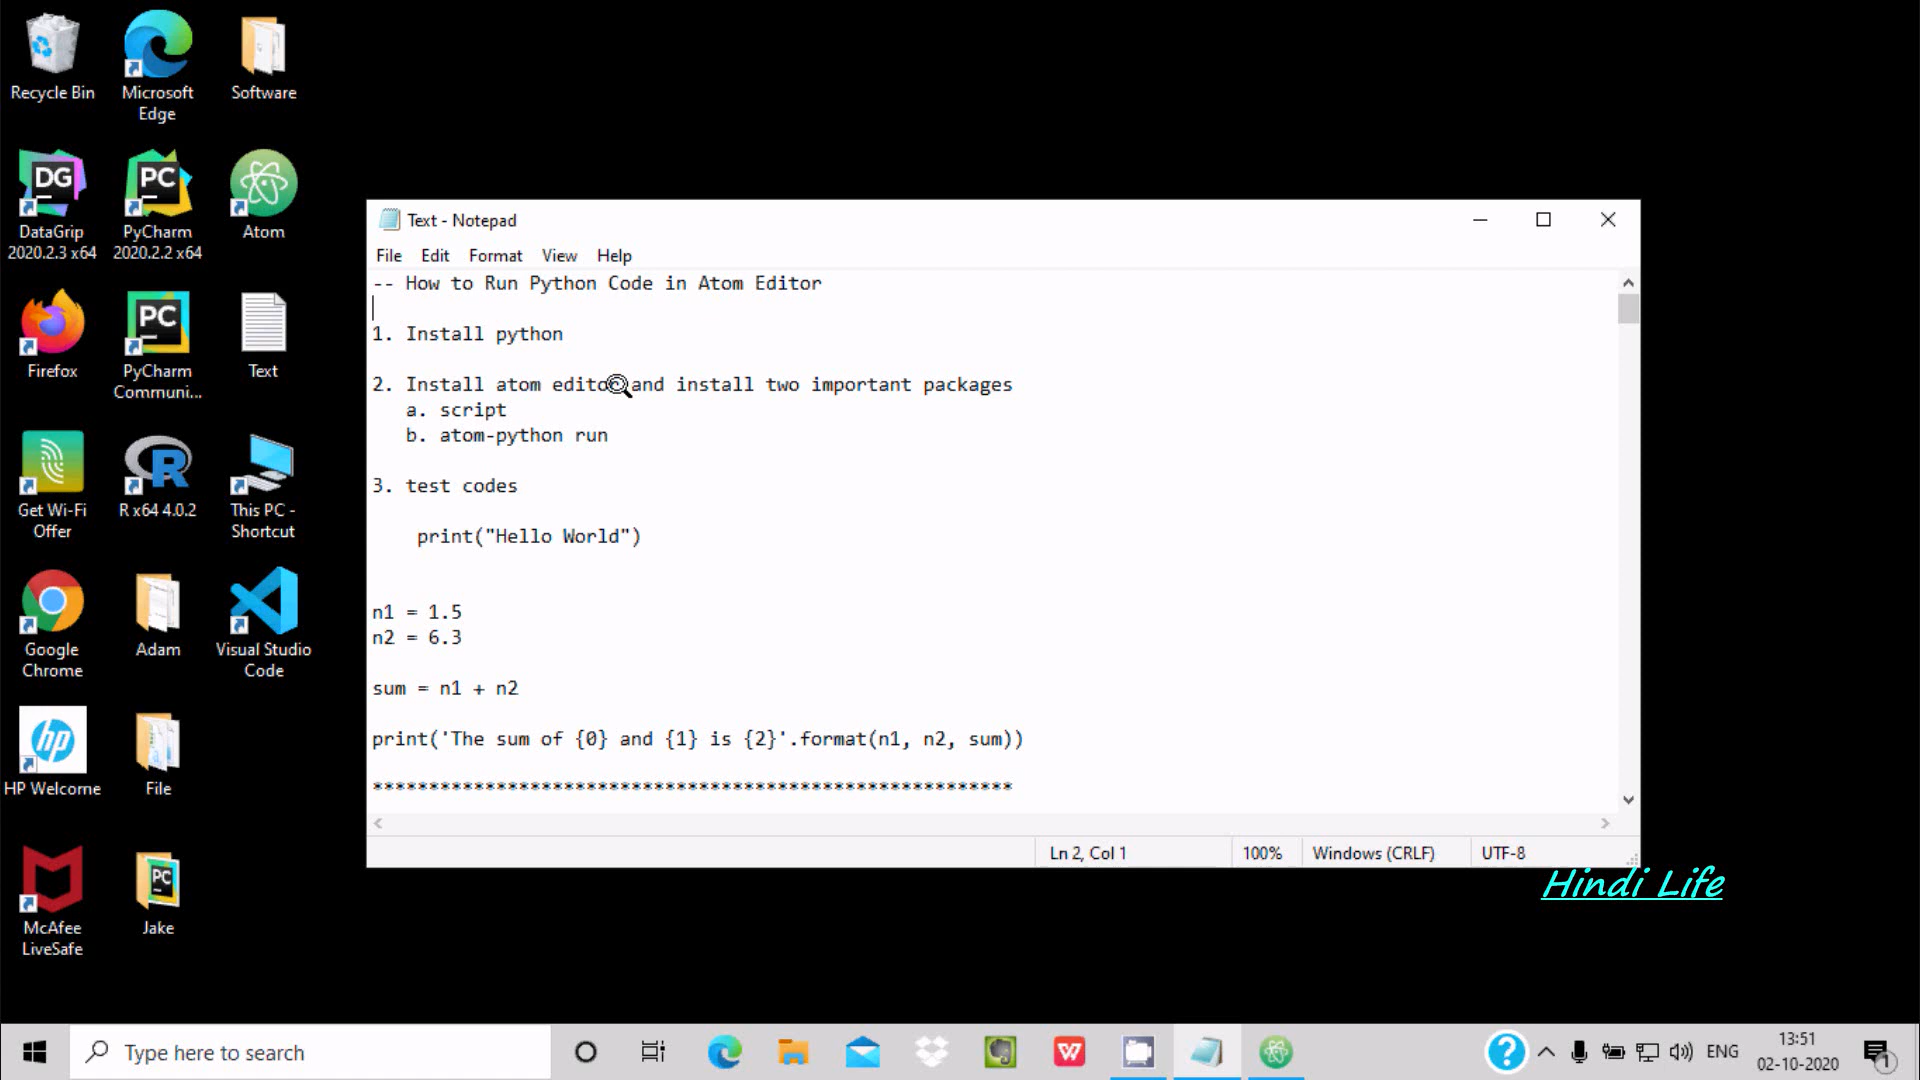 Recycle Bin
Microsoft
Edge
Software
DG
DataGrip
2020.2.3 x64
PC
PyCharm
2020.2.2 x64
Atom
Firefox
PC
PyCharm
Communi...
Text
Get Wi-Fi
Offer
R x64 4.0.2
This PC -
Shortcut
Google
Chrome
Adam
Visual Studio
Code
hp
HP Welcome
File
McAfee
LiveSafe
PC
Jake
Text - Notepad
File Edit Format View Help
-- How to Run Python Code in Atom Editor
1. Install python
2. Install atom editor and install two important packages
a. script
b. atom-python run
3. test codes
print("Hello World")
n1 = 1.5
n2 = 6.3
sum = n1 + n2
print('The sum of {0} and {1} is {2}'.format(n1, n2, sum))
*********************************************************
Ln 2, Col 1 100% Windows (CRLF) UTF-8
Hindi Life
Type here to search
ENG
13:51
02-10-2020
1